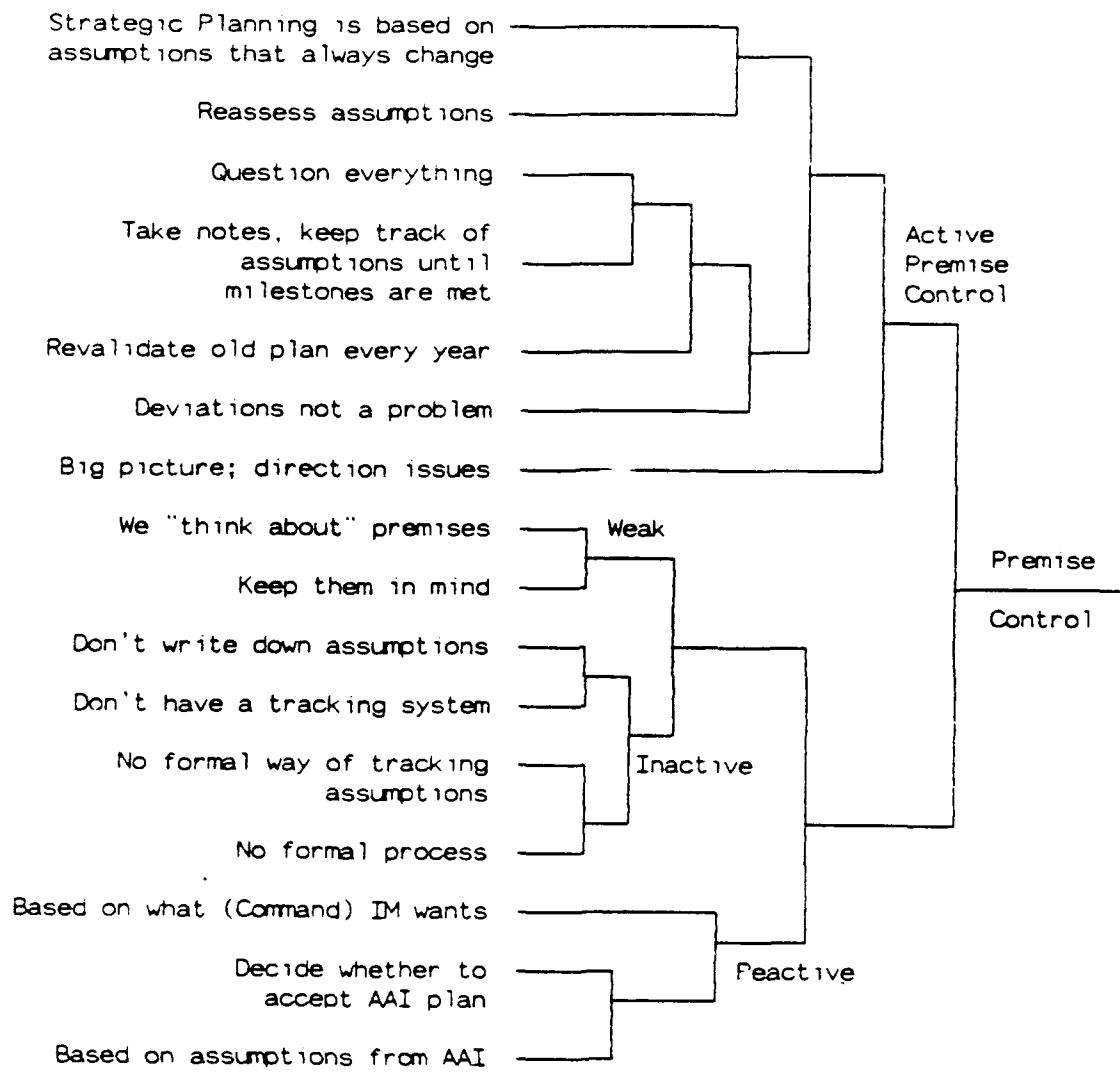 Strategic Planning is based on
assumptions that always change
Reassess assumptions
Question everything
Take notes, keep track of
assumptions until
milestones are met
Active
Premise
Control
Revalidate old plan every year
Deviations not a problem
Big picture; direction issues
We "think about" premises
Weak
Keep them in mind
Premise
Control
Don't write down assumptions
Don't have a tracking system
No formal way of tracking
assumptions
Inactive
No formal process
Based on what (Command) IM wants
Decide whether to
accept AAI plan
Reactive
Based on assumptions from AAI